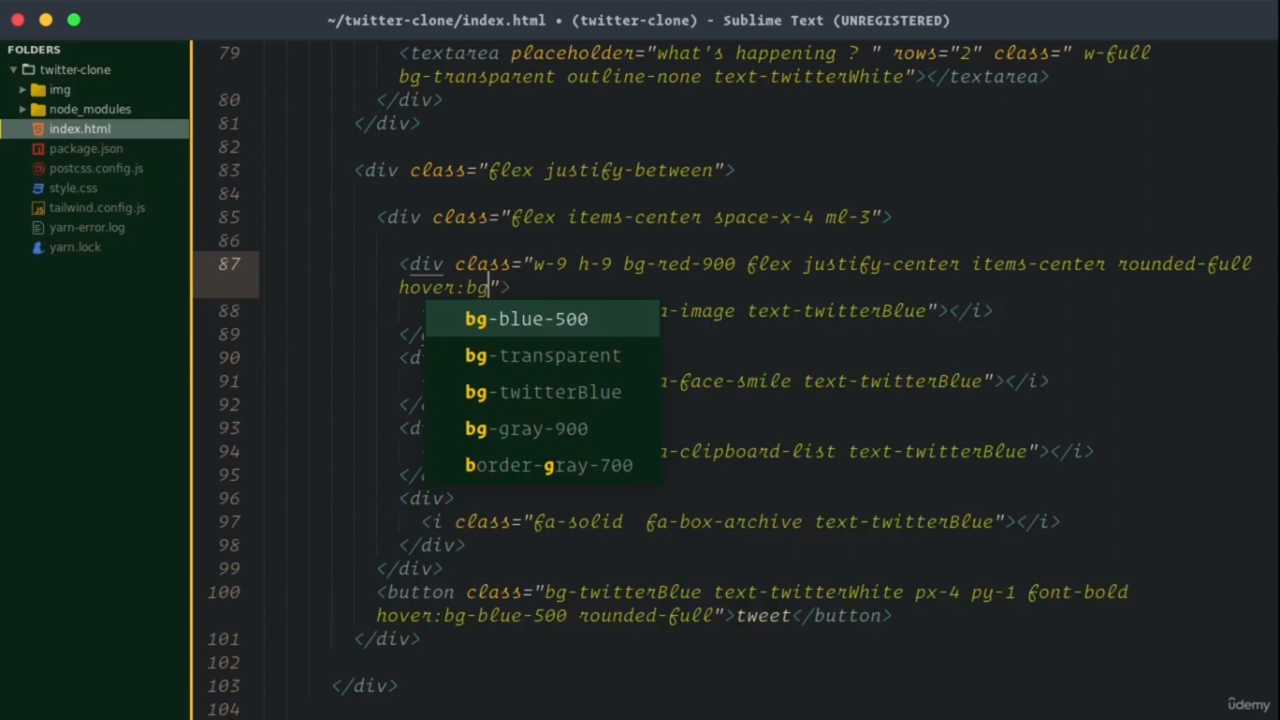 ~/twitter-clone/index.html • (twitter-clone) - Sublime Text (UNREGISTERED)
FOLDERS
twitter-clone
img
node_modules
index.html
package.json
postcss.config.js
style.css
tailwind.config.js
yarn-error.log
yarn.lock
79 <textarea placeholder="what's happening ? " rows="2" class=" w-full
bg-transparent outline-none text-twitterWhite"></textarea>
80 </div>
81 </div>
82
83 <div class="flex justify-between">
84
85 <div class="flex items-center space-x-4 ml-3">
86
87 <div class="w-9 h-9 bg-red-900 flex justify-center items-center rounded-full
hover:bg">
bg-blue-500
bg-transparent
bg-twitterBlue
bg-gray-900
border-gray-700
88 a-image text-twitterBlue"></i>
89 </
90 <d
91 a-face-smile text-twitterBlue"></i>
92 </
93 <d
94 a-clipboard-list text-twitterBlue"></i>
95 </
96 <div>
97 <i class="fa-solid  fa-box-archive text-twitterBlue"></i>
98 </div>
99 </div>
100 <button class="bg-twitterBlue text-twitterWhite px-4 py-1 font-bold
hover:bg-blue-500 rounded-full">tweet</button>
101 </div>
102
103 </div>
104
ûdemy